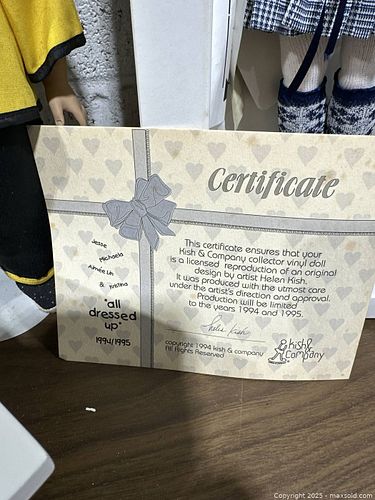 Certificate
This certificate ensures that your
Kish & Company collector vinyl doll
is a licensed reproduction of an original
design by artist Helen Kish.
It was produced with the utmost care
under the artist's direction and approval.
Production will be limited
to the years 1994 and 1995.
Jesse
Michaela
& Kristina
"all
dressed
up"
1994/1995
Helen Kish
copyright 1994 kish & company
All Rights Reserved
kish &
Company
Copyright 2025 - maxsold.com